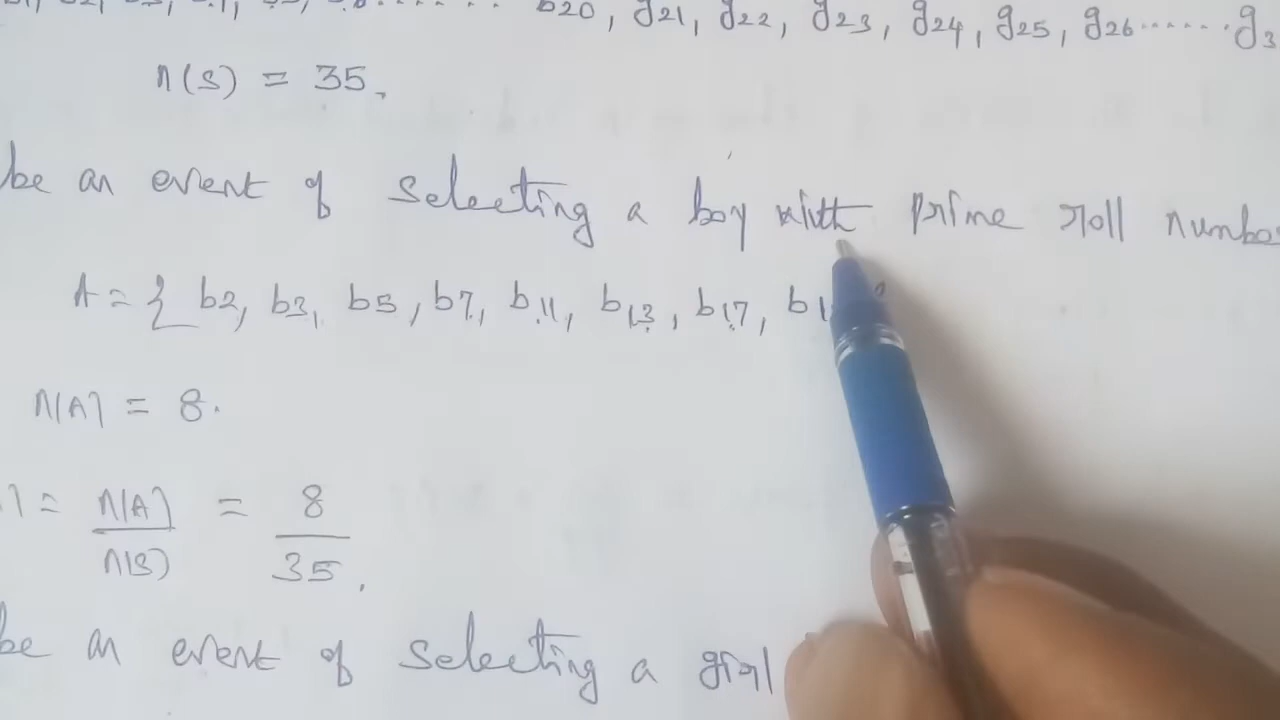 b20, g21, g22, g23, g24, g25, g26 ....... g3
n(S) = 35.
be an event of selecting a boy with prime roll number
A = { b2, b3, b5, b7, b11, b13, b17, b1
n(A) = 8.
= n(A) / n(S) = 8 / 35.
be an event of selecting a girl